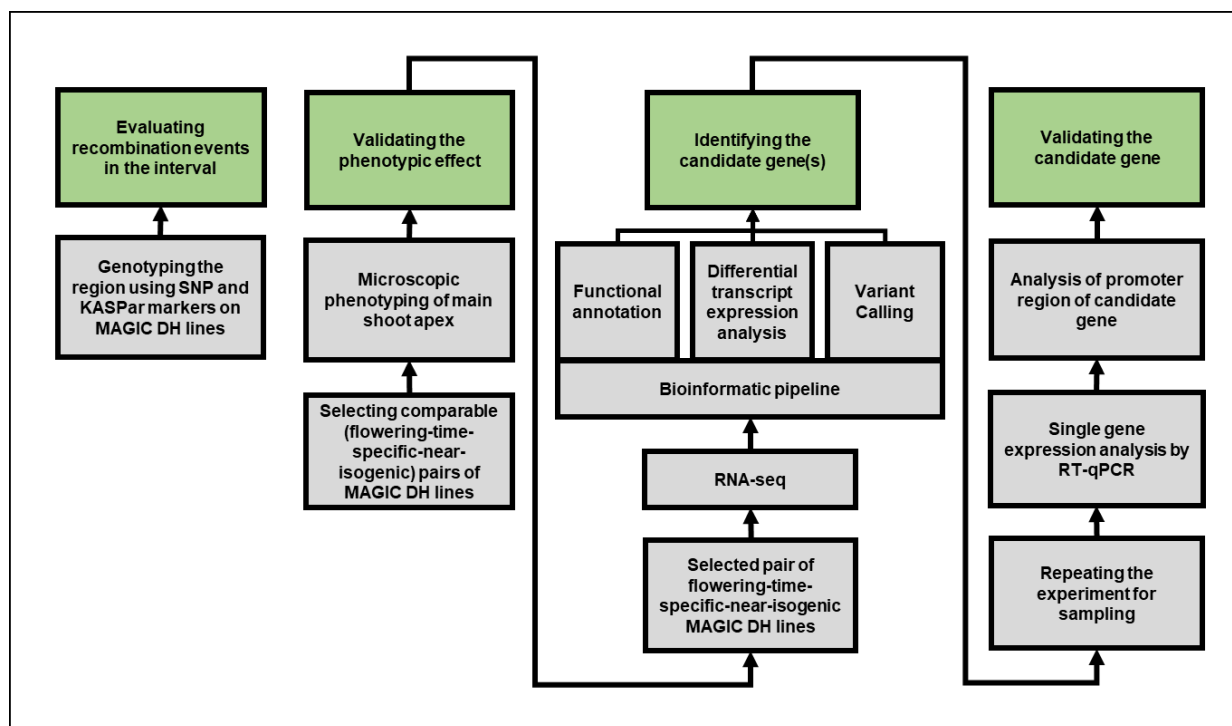 Evaluating
recombination events
in the interval
Genotyping the
region using SNP and
KASPar markers on
MAGIC DH lines
Validating the
phenotypic effect
Microscopic
phenotyping of main
shoot apex
Selecting comparable
(flowering-time-
specific-near-
isogenic) pairs of
MAGIC DH lines
Identifying the
candidate gene(s)
Functional
annotation
Differential
transcript
expression
analysis
Variant
Calling
Bioinformatic pipeline
RNA-seq
Selected pair of
flowering-time-
specific-near-isogenic
MAGIC DH lines
Validating the
candidate gene
Analysis of promoter
region of candidate
gene
Single gene
expression analysis by
RT-qPCR
Repeating the
experiment for
sampling